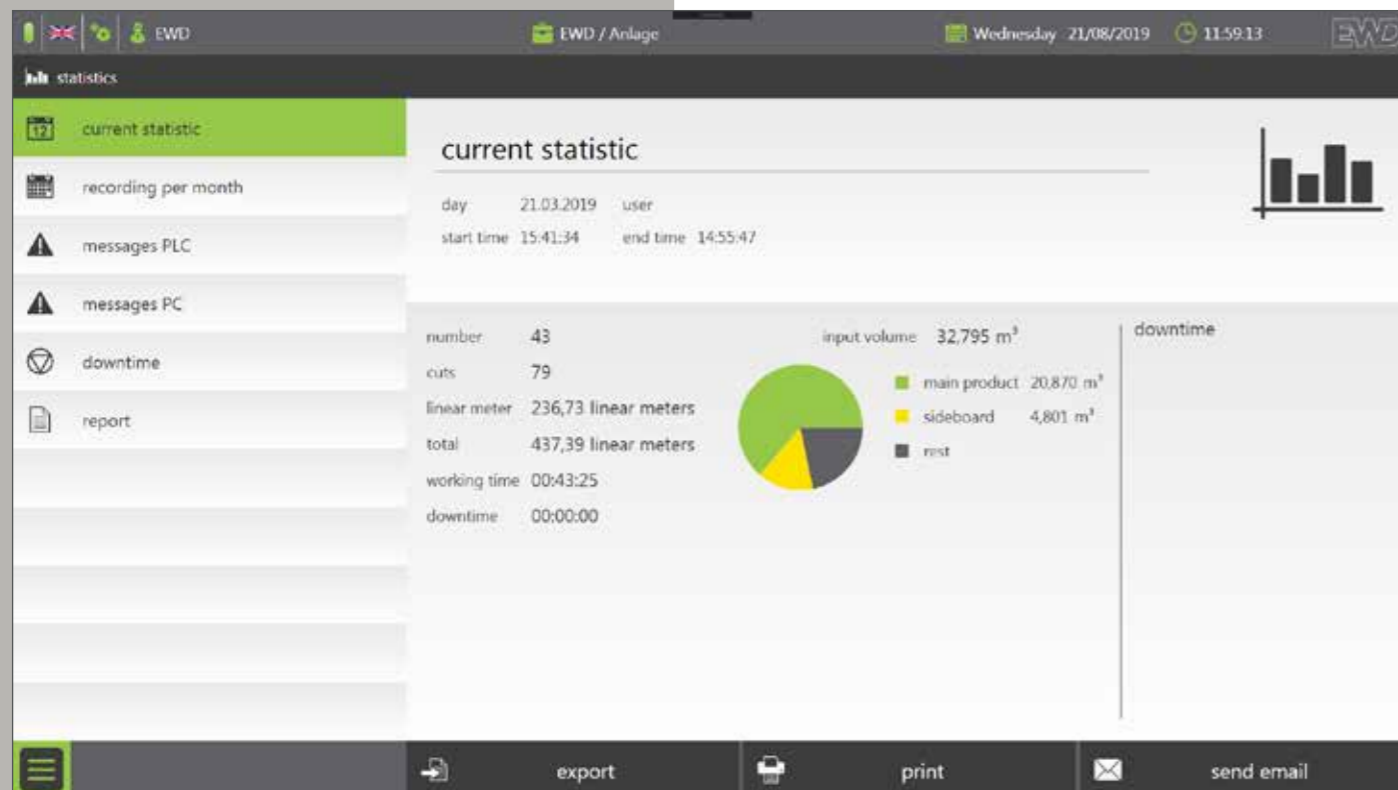 EWD EWD / Anlage Wednesday 21/08/2019 11:59:13 EWD
statistics
current statistic
recording per month
messages PLC
messages PC
downtime
report
current statistic
day 21.03.2019 user
start time 15:41:34 end time 14:55:47
number 43
cuts 79
linear meter 236,73 linear meters
total 437,39 linear meters
working time 00:43:25
downtime 00:00:00
input volume 32,795 m³
main product 20,870 m³
sideboard 4,801 m³
rest
downtime
export print send email